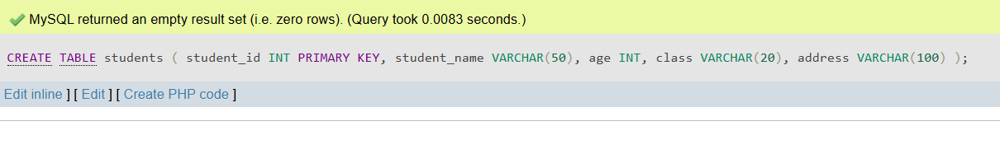 MySQL returned an empty result set (i.e. zero rows). (Query took 0.0083 seconds.)
CREATE TABLE students ( student_id INT PRIMARY KEY, student_name VARCHAR(50), age INT, class VARCHAR(20), address VARCHAR(100) );
Edit inline ] [ Edit ] [ Create PHP code ]